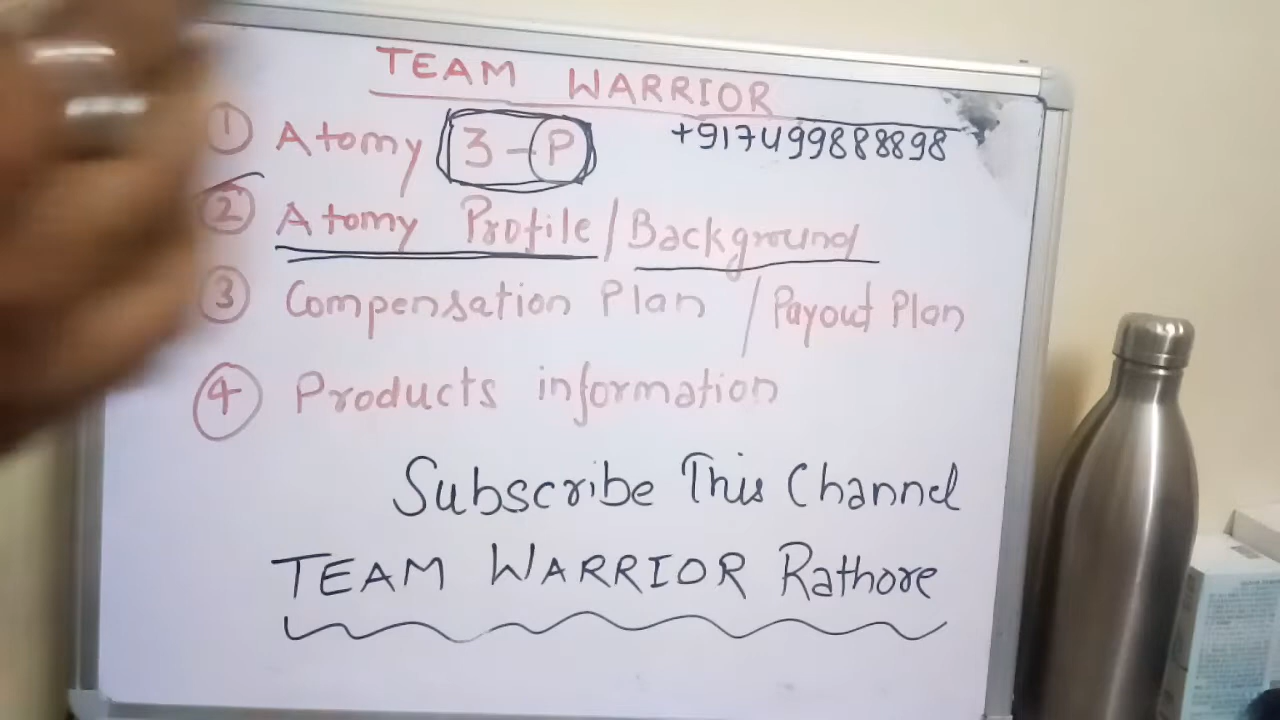 TEAM WARRIOR
① Atomy 3-P +917499888898
② Atomy Profile/Background
③ Compensation Plan / Payout Plan
④ Products information
Subscribe This Channel
TEAM WARRIOR Rathore